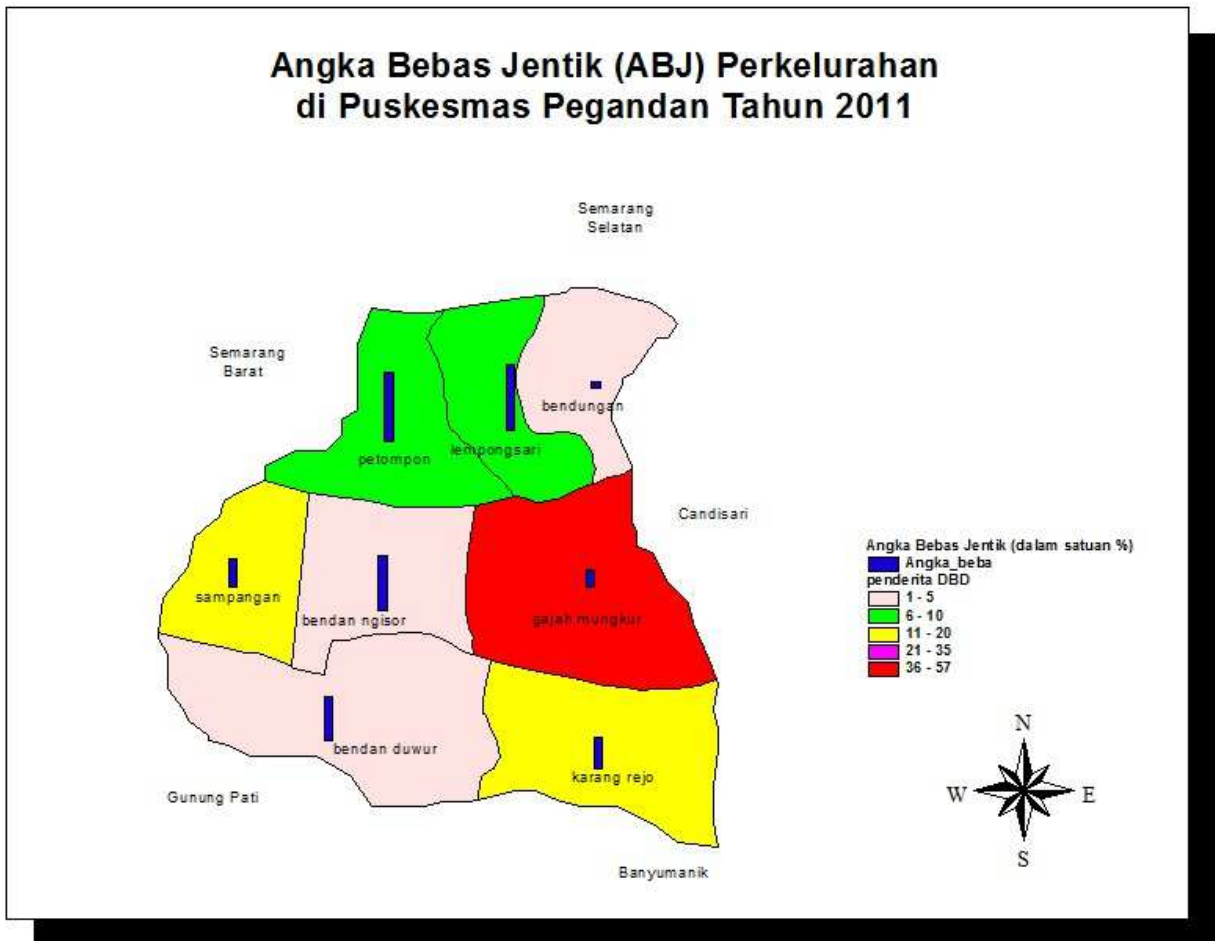 Angka Bebas Jentik (ABJ) Perkelurahan
di Puskesmas Pegandan Tahun 2011
Semarang
Selatan
Semarang
Barat
bendungan
lempongsari
petompon
Candisari
sampangan
bendan ngisor
gajah mungkur
bendan duwur
karang rejo
Gunung Pati
Banyumanik
Angka Bebas Jentik (dalam satuan %)
Angka_beba
penderita DBD
1 - 5
6 - 10
11 - 20
21 - 35
36 - 57
N
W E
S